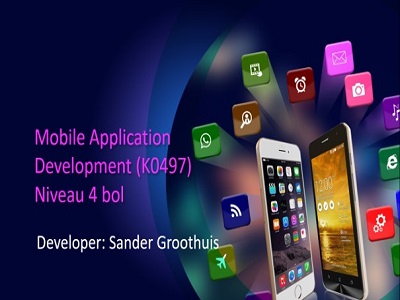 Mobile Application
Development (K0497)
Niveau 4 bol
Developer: Sander Groothuis